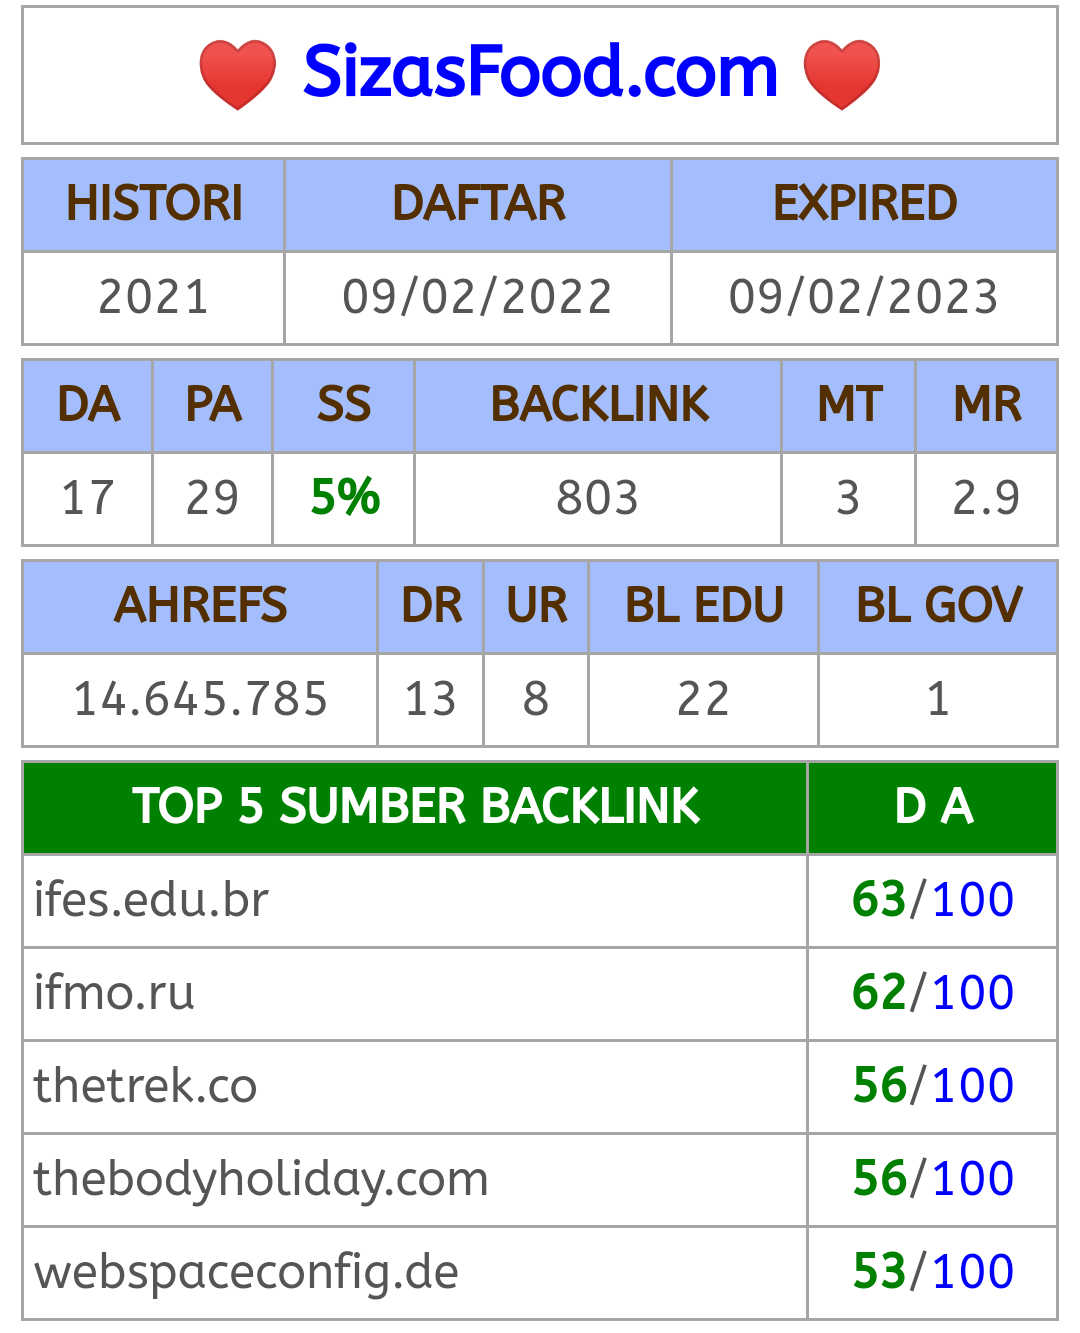 ❤️ SizasFood.com ❤️
HISTORI DAFTAR EXPIRED
2021 09/02/2022 09/02/2023
DA PA SS BACKLINK MT MR
17 29 5% 803 3 2.9
AHREFS DR UR BL EDU BL GOV
14.645.785 13 8 22 1
TOP 5 SUMBER BACKLINK D A
ifes.edu.br 63/100
ifmo.ru 62/100
thetrek.co 56/100
thebodyholiday.com 56/100
webspaceconfig.de 53/100